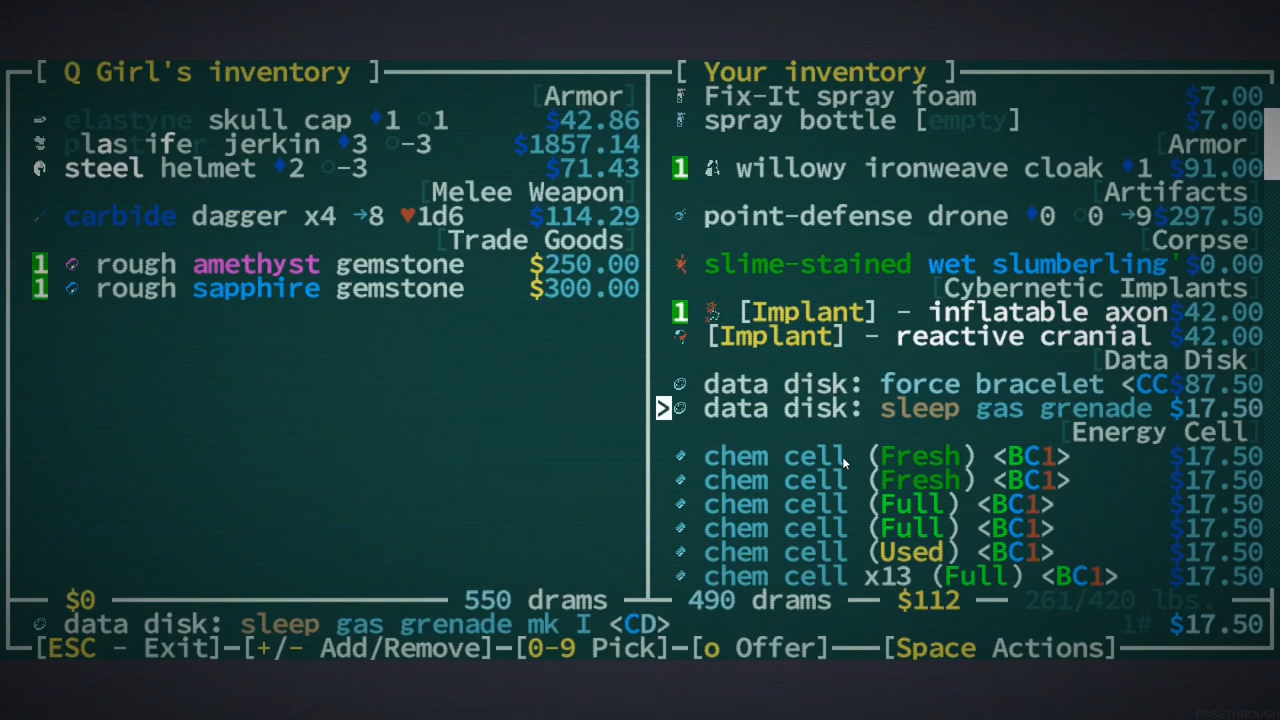 [ Q Girl's inventory ]
[Armor]
elastyne skull cap ♦1 ○1 $42.86
plastifer jerkin ♦3 ○-3 $1857.14
steel helmet ♦2 ○-3 $71.43
[Melee Weapon]
carbide dagger x4 →8 ♥1d6 $114.29
[Trade Goods]
1 rough amethyst gemstone $250.00
1 rough sapphire gemstone $300.00
[ Your inventory ]
Fix-It spray foam $7.00
spray bottle [empty] $7.00
[Armor]
1 willowy ironweave cloak ♦1 $91.00
[Artifacts]
point-defense drone ♦0 ○0 →9 $297.50
[Corpse]
slime-stained wet slumberling' $0.00
[Cybernetic Implants]
1 [Implant] - inflatable axon $42.00
[Implant] - reactive cranial $42.00
[Data Disk]
data disk: force bracelet <CC $87.50
> data disk: sleep gas grenade $17.50
[Energy Cell]
chem cell (Fresh) <BC1> $17.50
chem cell (Fresh) <BC1> $17.50
chem cell (Full) <BC1> $17.50
chem cell (Full) <BC1> $17.50
chem cell (Used) <BC1> $17.50
chem cell x13 (Full) <BC1> $17.50
$0 550 drams 490 drams $112 261/420 lbs.
data disk: sleep gas grenade mk I <CD> 1# $17.50
[ESC - Exit]-[+/- Add/Remove]-[0-9 Pick]-[o Offer] [Space Actions]